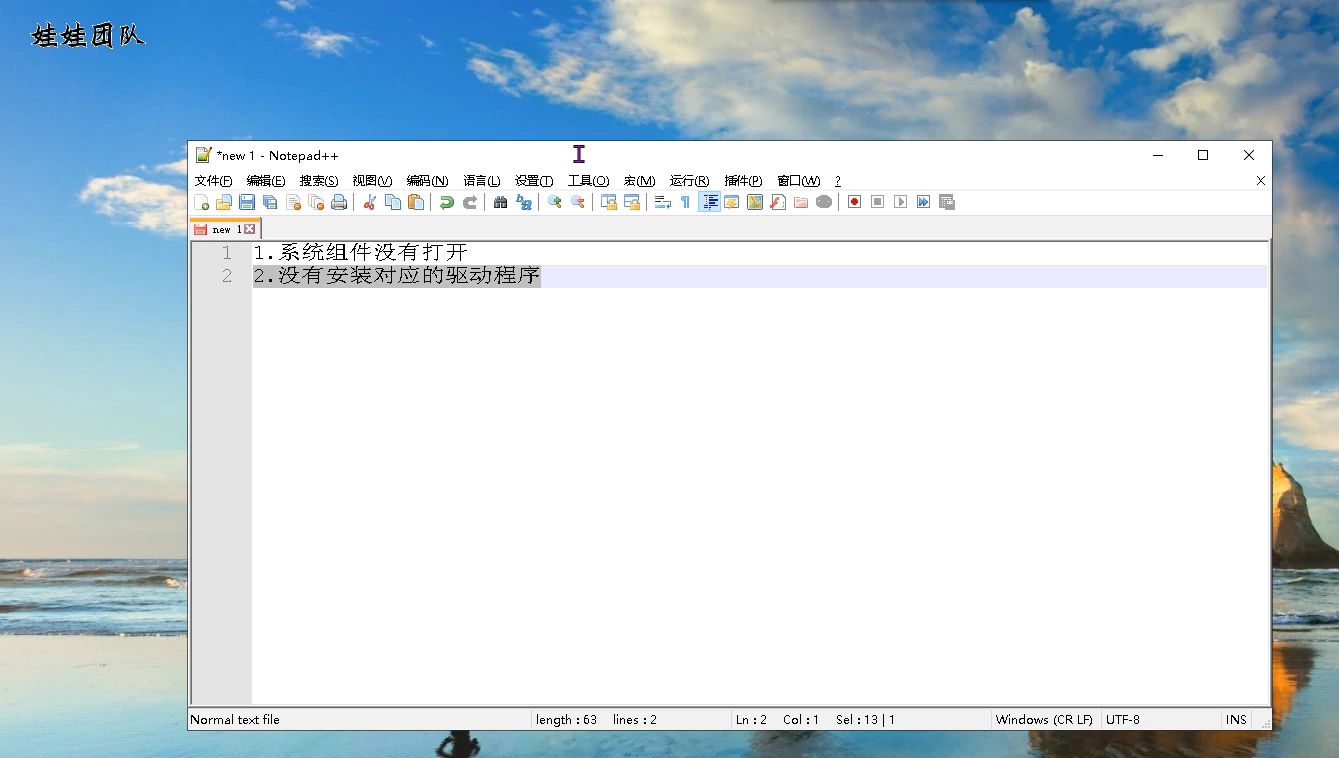 娃娃团队
*new 1 - Notepad++
文件(F) 编辑(E) 搜索(S) 视图(V) 编码(N) 语言(L) 设置(T) 工具(O) 宏(M) 运行(R) 插件(P) 窗口(W) ?
new 1
1 1.系统组件没有打开
2 2.没有安装对应的驱动程序
Normal text file length : 63 lines : 2 Ln : 2 Col : 1 Sel : 13 | 1 Windows (CR LF) UTF-8 INS